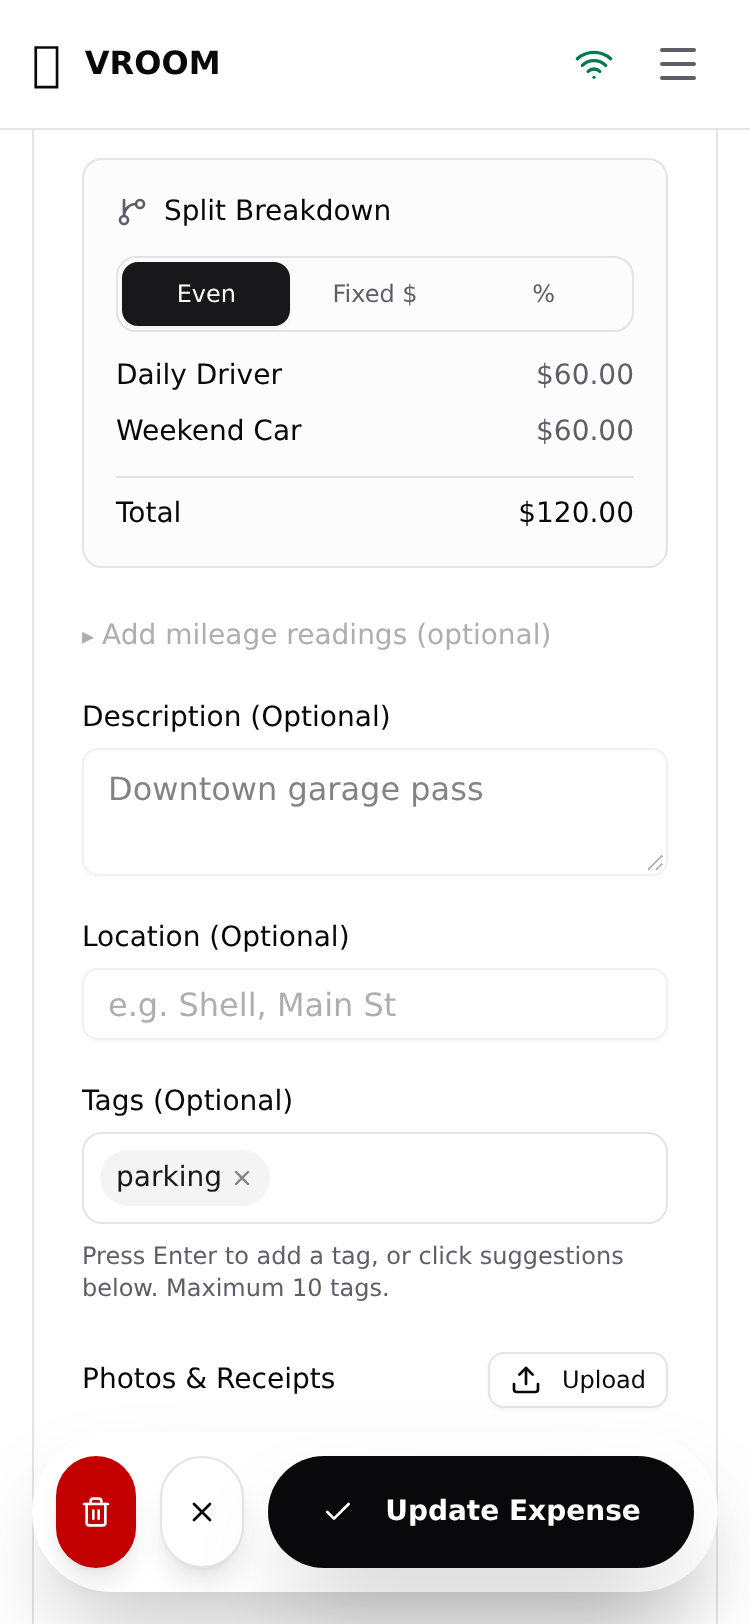 VROOM
Split Breakdown
Even Fixed $ %
Daily Driver $60.00
Weekend Car $60.00
Total $120.00
▸ Add mileage readings (optional)
Description (Optional)
Downtown garage pass
Location (Optional)
e.g. Shell, Main St
Tags (Optional)
parking ×
Press Enter to add a tag, or click suggestions
below. Maximum 10 tags.
Photos & Receipts Upload
Update Expense